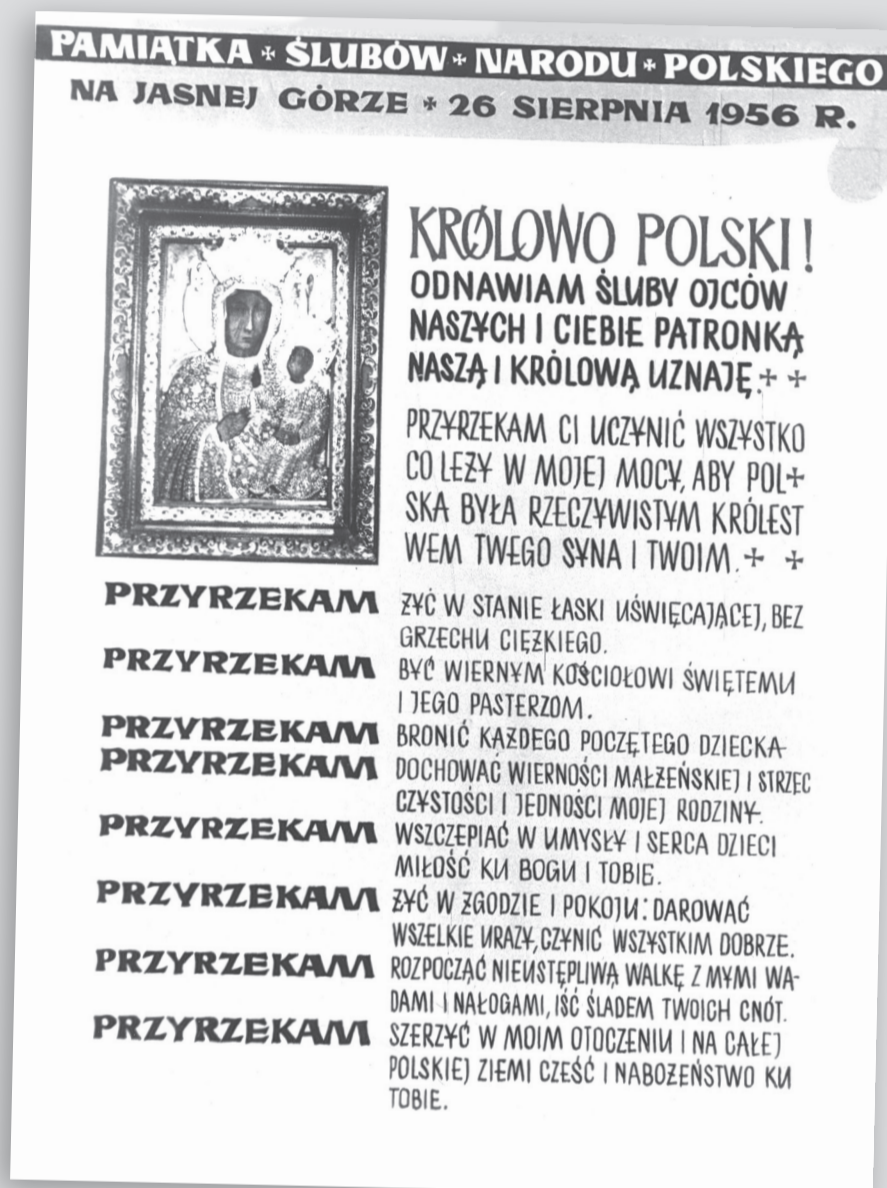 PAMIĄTKA + ŚLUBÓW + NARODU + POLSKIEGO
NA JASNEJ GÓRZE + 26 SIERPNIA 1956 R.
KRÓLOWO POLSKI!
ODNAWIAM ŚLUBY OJCÓW
NASZYCH I CIEBIE PATRONKĄ
NASZĄ I KRÓLOWĄ UZNAJĘ. + +
PRZYRZEKAM CI UCZYNIĆ WSZYSTKO
CO LEŻY W MOJEJ MOCY, ABY POL+
SKA BYŁA RZECZYWISTYM KRÓLEST
WEM TWEGO SYNA I TWOIM. + +
PRZYRZEKAM ŻYĆ W STANIE ŁASKI UŚWIĘCAJĄCEJ, BEZ
GRZECHU CIĘŻKIEGO.
PRZYRZEKAM BYĆ WIERNYM KOŚCIOŁOWI ŚWIĘTEMU
I JEGO PASTERZOM.
PRZYRZEKAM BRONIĆ KAŻDEGO POCZĘTEGO DZIECKA
PRZYRZEKAM DOCHOWAĆ WIERNOŚCI MAŁŻEŃSKIEJ I STRZEC
CZYSTOŚCI I JEDNOŚCI MOJEJ RODZINY.
PRZYRZEKAM WSZCZEPIAĆ W UMYSŁY I SERCA DZIECI
MIŁOŚĆ KU BOGU I TOBIE.
PRZYRZEKAM ŻYĆ W ZGODZIE I POKOJU: DAROWAĆ
WSZELKIE URAZY, CZYNIĆ WSZYSTKIM DOBRZE.
PRZYRZEKAM ROZPOCZĄĆ NIEUSTĘPLIWĄ WALKĘ Z MYMI WA-
DAMI I NAŁOGAMI, IŚĆ ŚLADEM TWOICH CNÓT.
PRZYRZEKAM SZERZYĆ W MOIM OTOCZENIU I NA CAŁEJ
POLSKIEJ ZIEMI CZEŚĆ I NABOŻEŃSTWO KU
TOBIE.